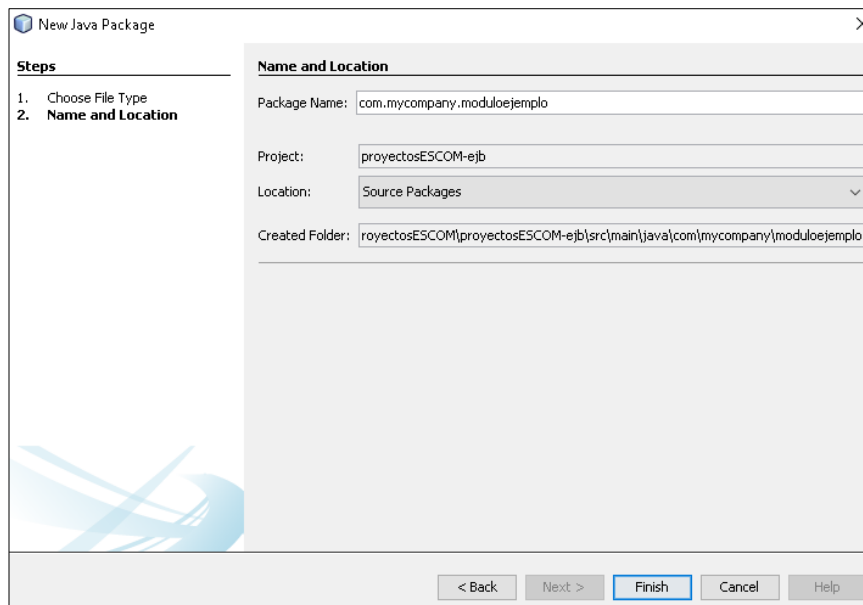 New Java Package
Steps
1. Choose File Type
2. Name and Location
Name and Location
Package Name: com.mycompany.moduloejemplo
Project: proyectosESCOM-ejb
Location: Source Packages
Created Folder: royectosESCOM\proyectosESCOM-ejb\src\main\java\com\mycompany\moduloejemplo
< Back Next > Finish Cancel Help